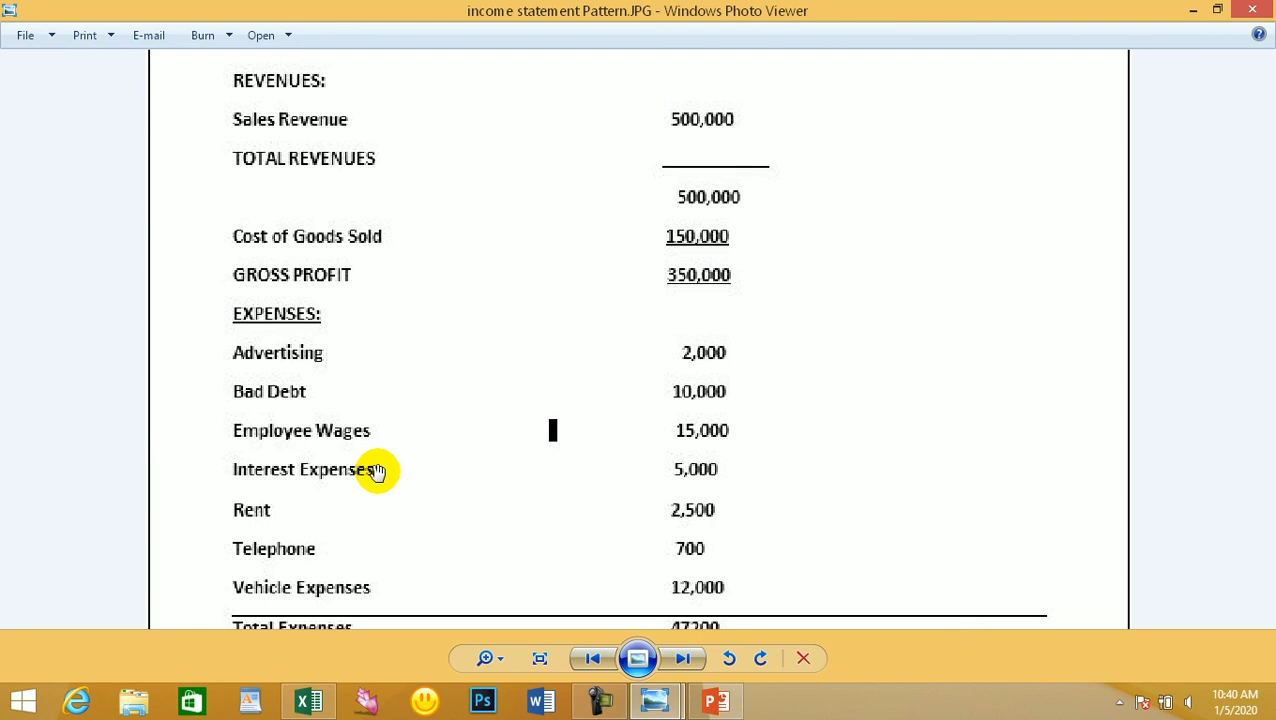 income statement Pattern.JPG - Windows Photo Viewer
File Print E-mail Burn Open
REVENUES:
Sales Revenue 500,000
TOTAL REVENUES
500,000
Cost of Goods Sold 150,000
GROSS PROFIT 350,000
EXPENSES:
Advertising 2,000
Bad Debt 10,000
Employee Wages 15,000
Interest Expenses 5,000
Rent 2,500
Telephone 700
Vehicle Expenses 12,000
Total Expenses 47200
10:40 AM
1/5/2020